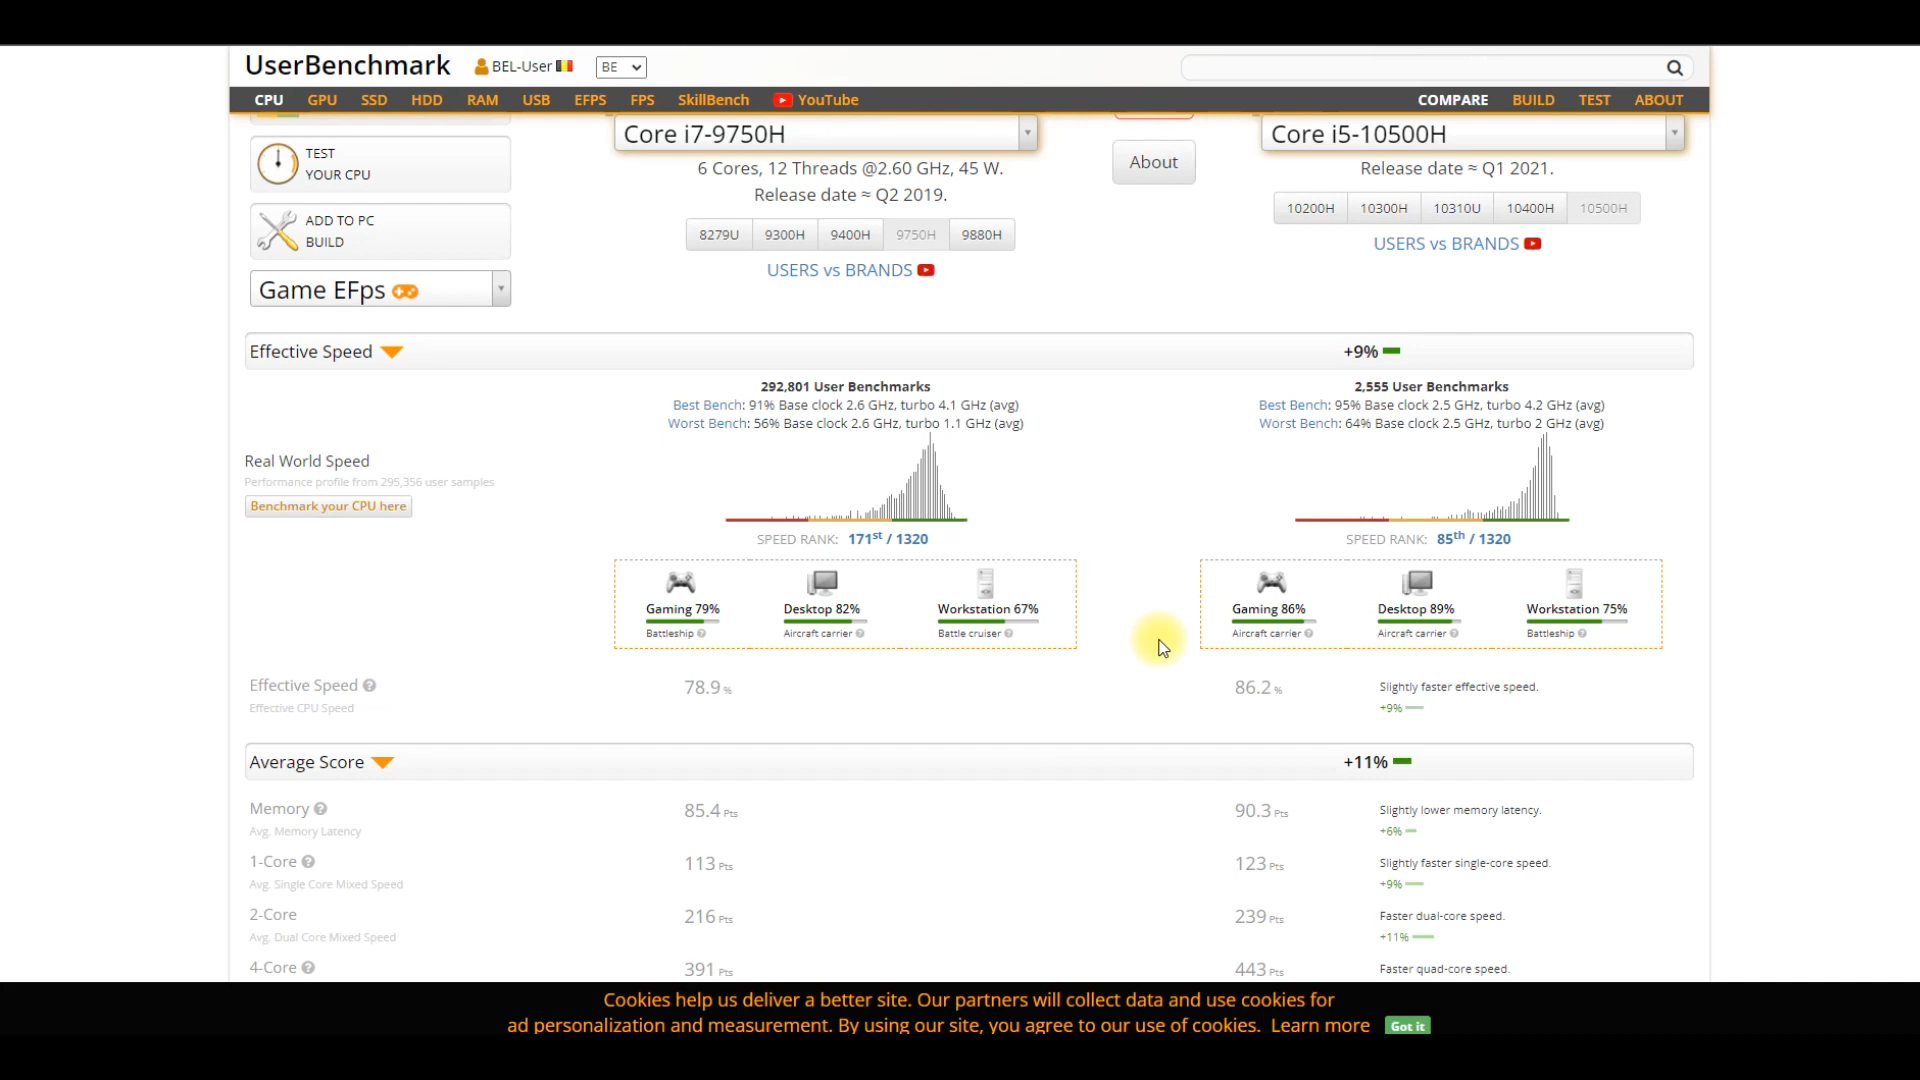 UserBenchmark
BEL-User
BE
CPU GPU SSD HDD RAM USB EFPS FPS SkillBench YouTube
COMPARE BUILD TEST ABOUT
TEST
YOUR CPU
ADD TO PC
BUILD
Game EFps
Core i7-9750H
6 Cores, 12 Threads @2.60 GHz, 45 W.
Release date ≈ Q2 2019.
8279U 9300H 9400H 9750H 9880H
USERS vs BRANDS
About
Core i5-10500H
Release date ≈ Q1 2021.
10200H 10300H 10310U 10400H 10500H
USERS vs BRANDS
Effective Speed +9%
Real World Speed
Performance profile from 295,356 user samples
Benchmark your CPU here
292,801 User Benchmarks
Best Bench: 91% Base clock 2.6 GHz, turbo 4.1 GHz (avg)
Worst Bench: 56% Base clock 2.6 GHz, turbo 1.1 GHz (avg)
SPEED RANK: 171st / 1320
Gaming 79% Desktop 82% Workstation 67%
Battleship Aircraft carrier Battle cruiser
2,555 User Benchmarks
Best Bench: 95% Base clock 2.5 GHz, turbo 4.2 GHz (avg)
Worst Bench: 64% Base clock 2.5 GHz, turbo 2 GHz (avg)
SPEED RANK: 85th / 1320
Gaming 86% Desktop 89% Workstation 75%
Aircraft carrier Aircraft carrier Battleship
Effective Speed 78.9 % 86.2 % Slightly faster effective speed.
Effective CPU Speed +9%
Average Score +11%
Memory 85.4 Pts 90.3 Pts Slightly lower memory latency.
Avg. Memory Latency +6%
1-Core 113 Pts 123 Pts Slightly faster single-core speed.
Avg. Single Core Mixed Speed +9%
2-Core 216 Pts 239 Pts Faster dual-core speed.
Avg. Dual Core Mixed Speed +11%
4-Core 391 Pts 443 Pts Faster quad-core speed.
Cookies help us deliver a better site. Our partners will collect data and use cookies for
ad personalization and measurement. By using our site, you agree to our use of cookies. Learn more Got it